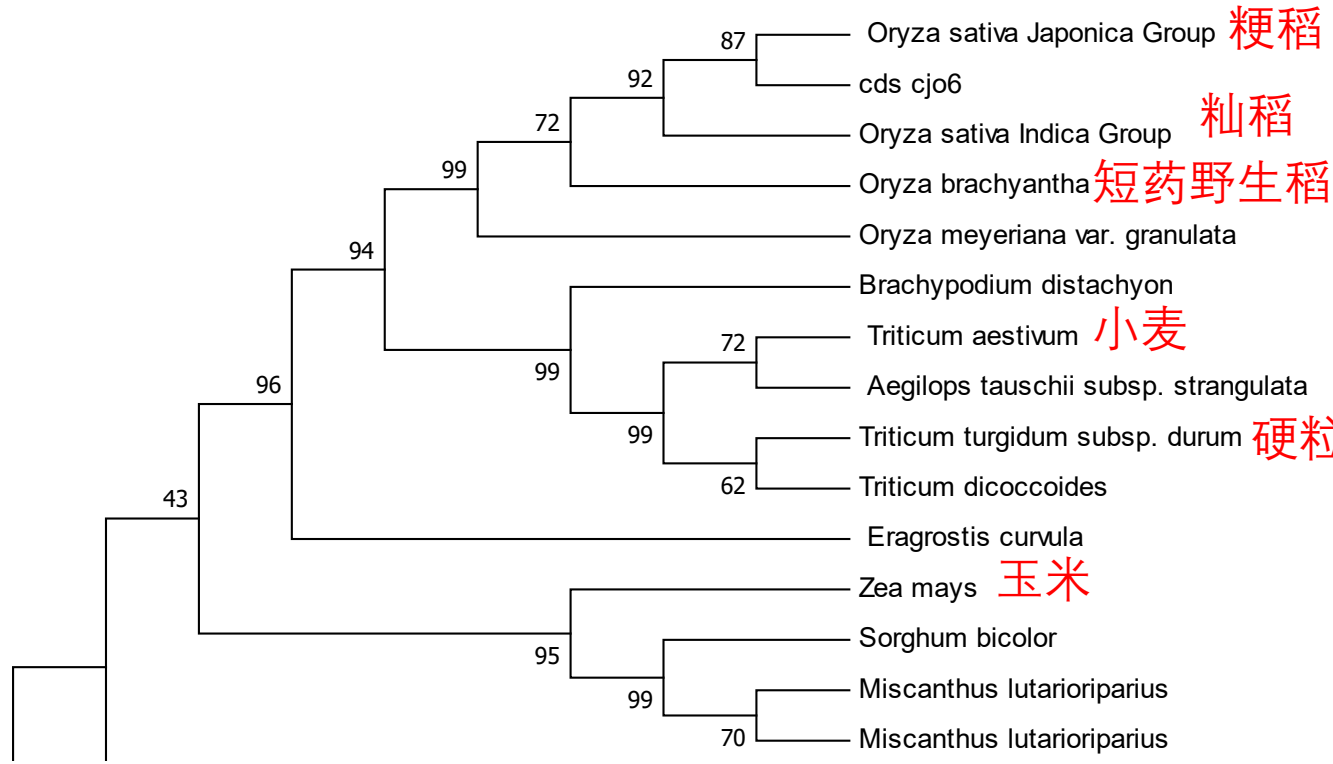 87
Oryza sativa Japonica Group 粳稻
92
cds cjo6
72
Oryza sativa Indica Group 籼稻
99
Oryza brachyantha 短药野生稻
94
Oryza meyeriana var. granulata
Brachypodium distachyon
72
Triticum aestivum 小麦
99
Aegilops tauschii subsp. strangulata
96
99
Triticum turgidum subsp. durum 硬粒
62
Triticum dicoccoides
43
Eragrostis curvula
Zea mays 玉米
95
Sorghum bicolor
99
Miscanthus lutarioriparius
70
Miscanthus lutarioriparius